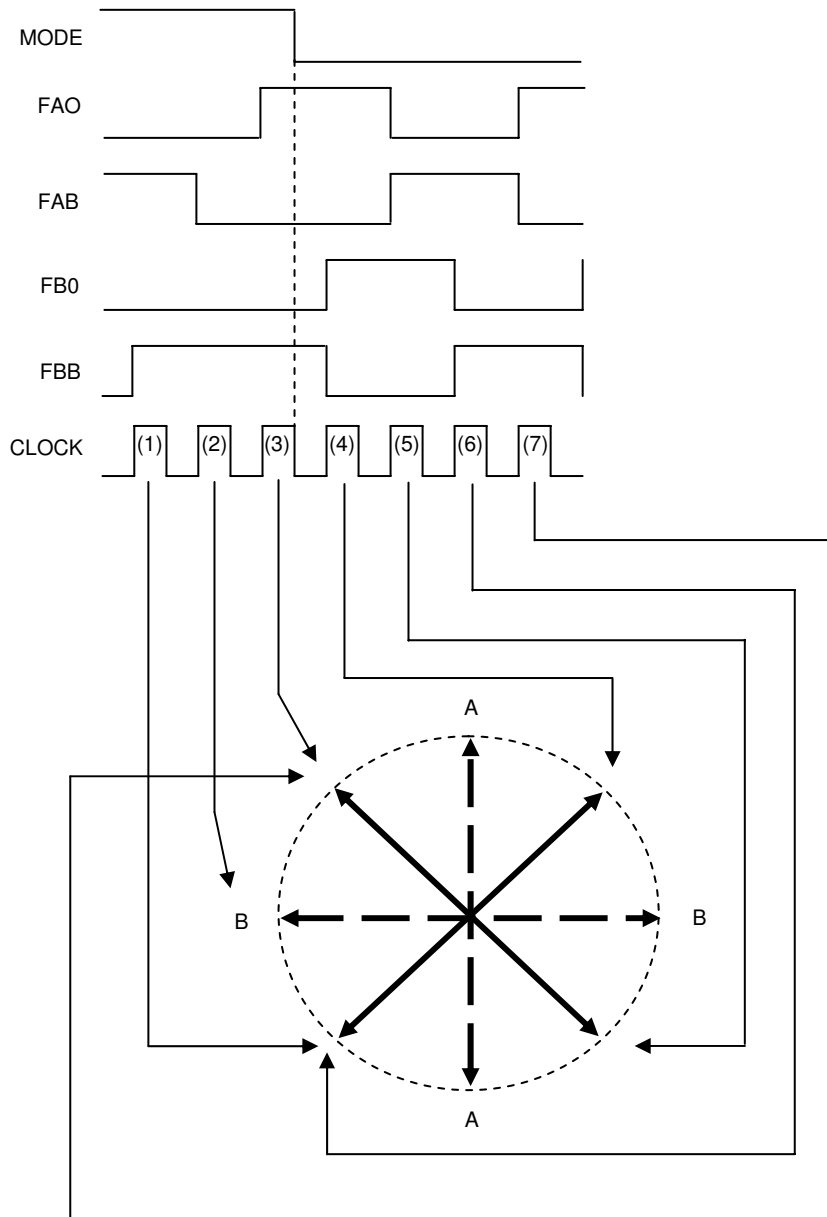 MODE
FAO
FAB
FB0
FBB
CLOCK (1) (2) (3) (4) (5) (6) (7)
A
B B
A